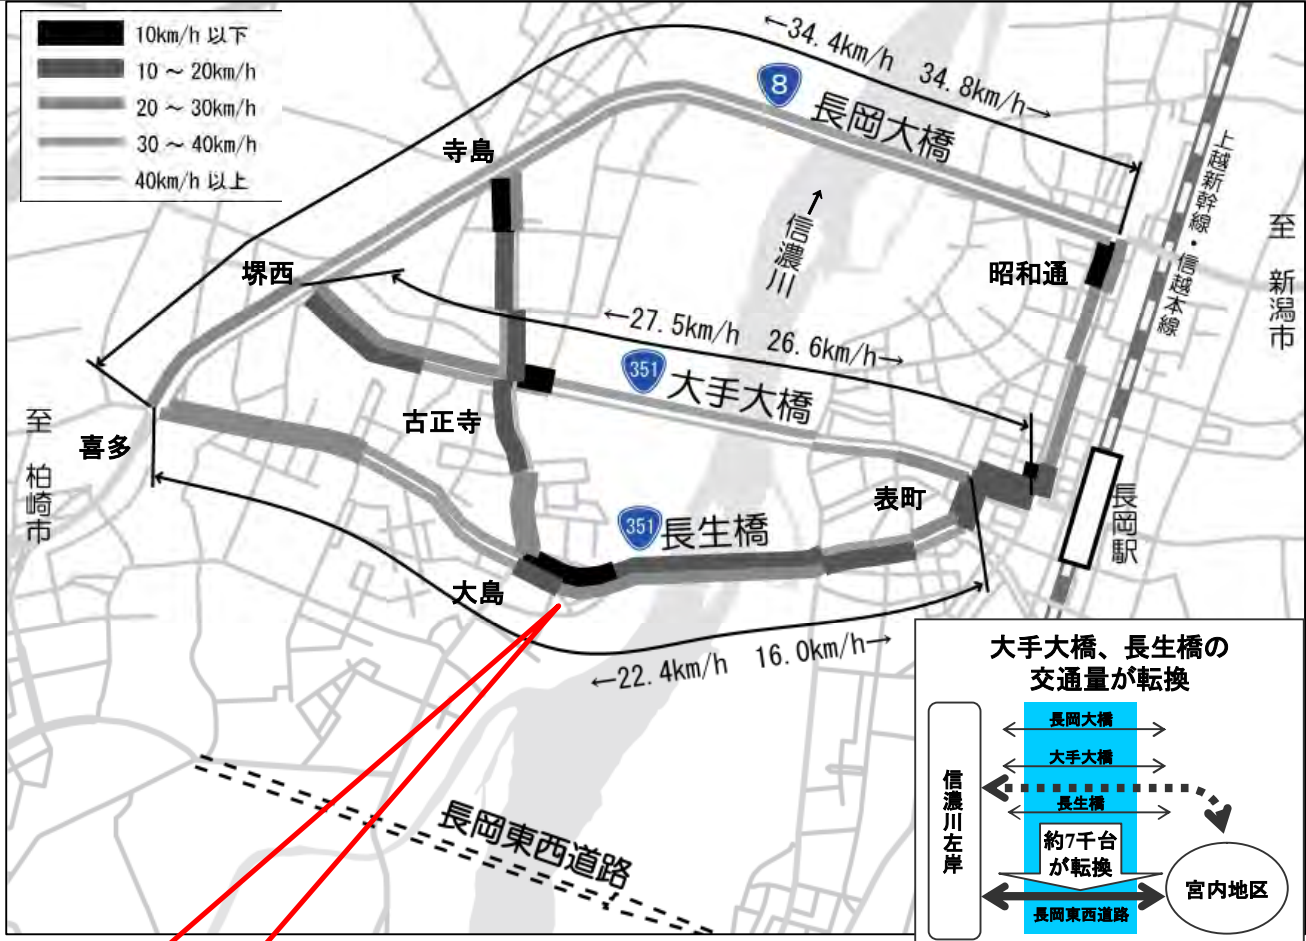 10km/h 以下
10 ～ 20km/h
20 ～ 30km/h
30 ～ 40km/h
40km/h 以上
←34.4km/h 34.8km/h→
8
長岡大橋
寺島
堺西
信濃川
昭和通
上越新幹線・信越本線
至 新潟市
←27.5km/h 26.6km/h→
351
大手大橋
古正寺
喜多
至 柏崎市
表町
長岡駅
351
長生橋
大島
←22.4km/h 16.0km/h→
長岡東西道路
大手大橋、長生橋の
交通量が転換
長岡大橋
大手大橋
信濃川左岸
長生橋
約7千台
が転換
宮内地区
長岡東西道路